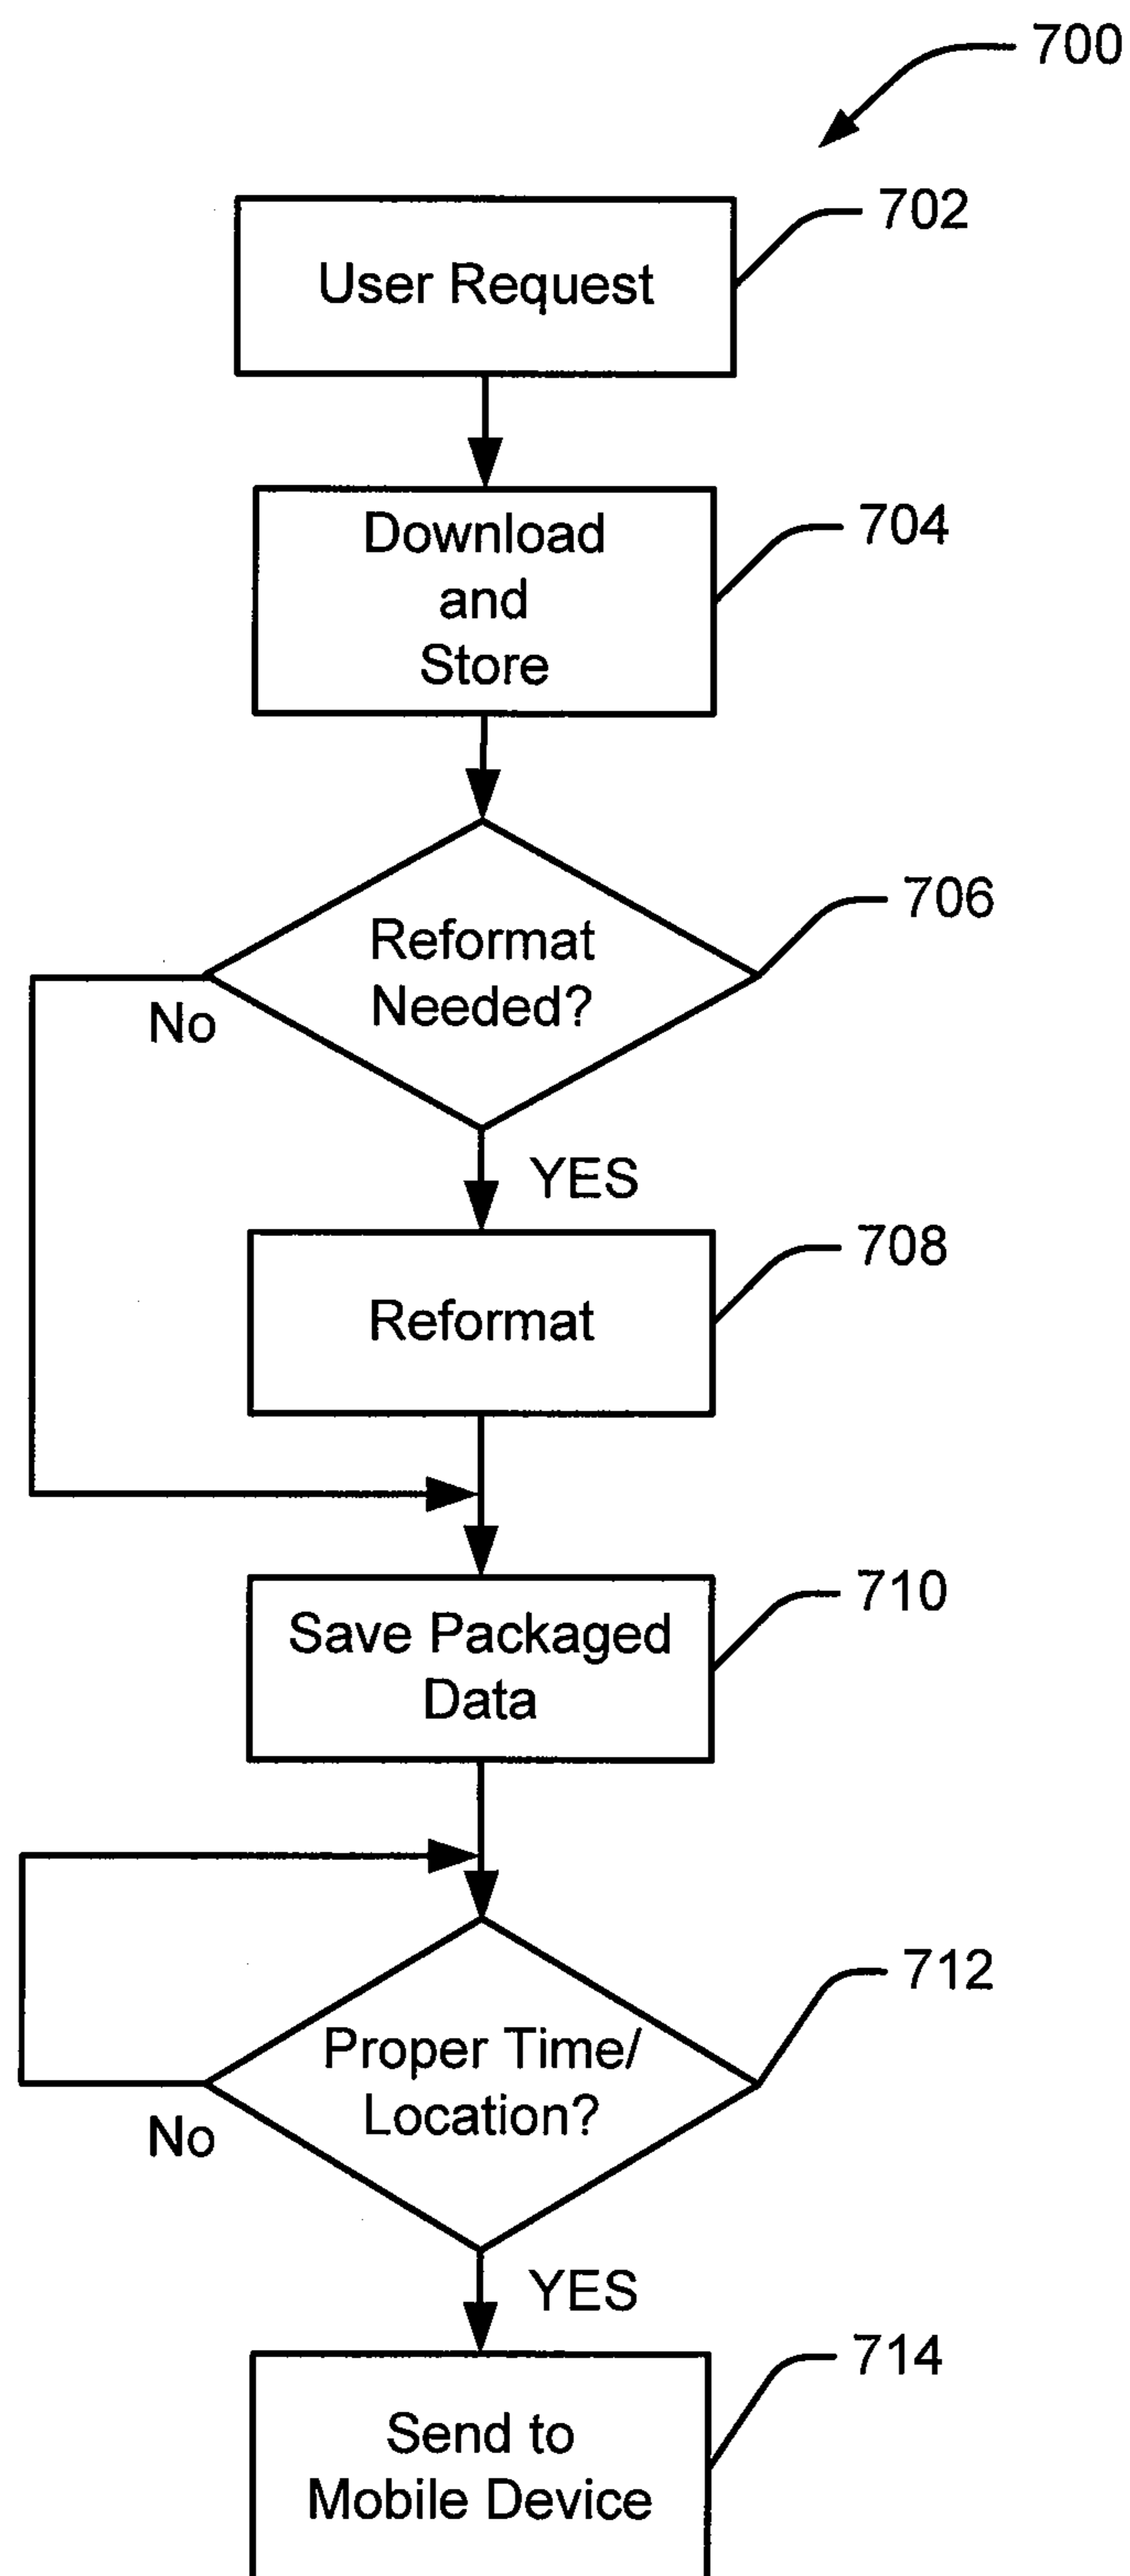 700
702
User Request
704
Download
and
Store
706
Reformat
Needed?
No
YES
708
Reformat
710
Save Packaged
Data
712
Proper Time/
Location?
No
YES
714
Send to
Mobile Device